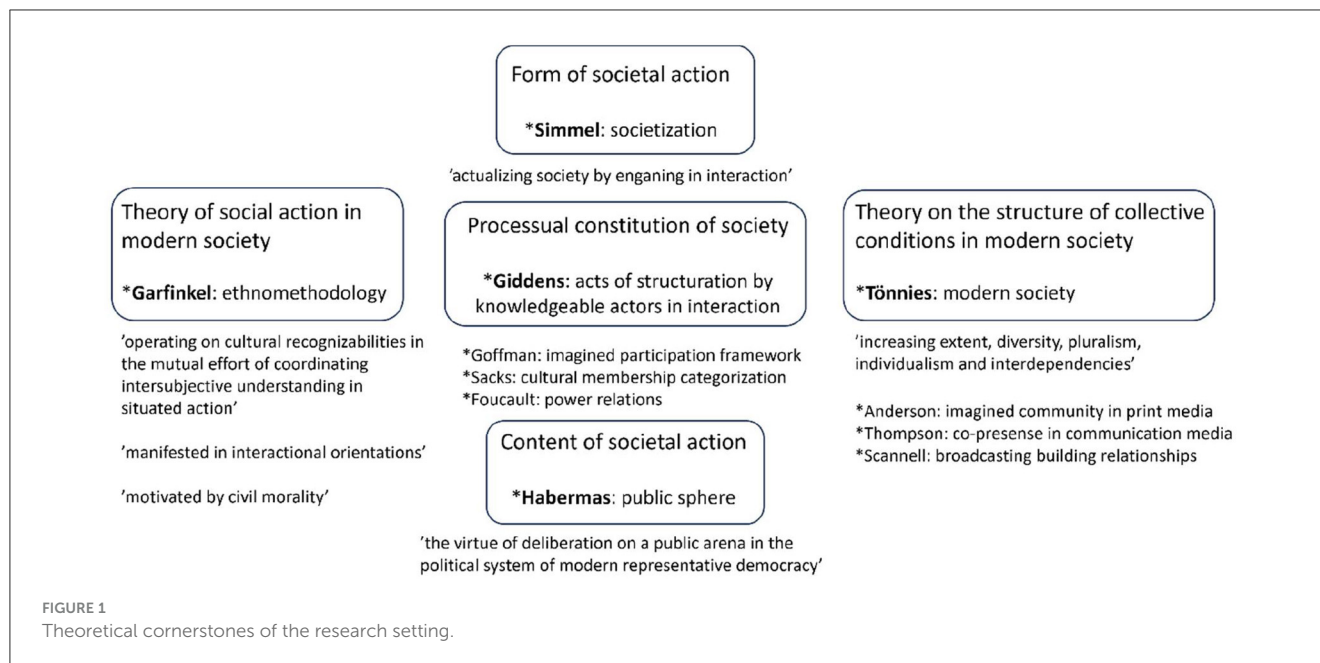 Form of societal action
*Simmel: societization
'actualizing society by enganing in interaction'
Theory of social action in
modern society
*Garfinkel: ethnomethodology
'operating on cultural recognizabilities in
the mutual effort of coordinating
intersubjective understanding in
situated action'
'manifested in interactional orientations'
'motivated by civil morality'
Processual constitution of society
*Giddens: acts of structuration by
knowledgeable actors in interaction
*Goffman: imagined participation framework
*Sacks: cultural membership categorization
*Foucault: power relations
Content of societal action
*Habermas: public sphere
'the virtue of deliberation on a public arena in the
political system of modern representative democracy'
Theory on the structure of collective
conditions in modern society
*Tönnies: modern society
'increasing extent, diversity, pluralism,
individualism and interdependencies'
*Anderson: imagined community in print media
*Thompson: co-presense in communication media
*Scannell: broadcasting building relationships
FIGURE 1
Theoretical cornerstones of the research setting.